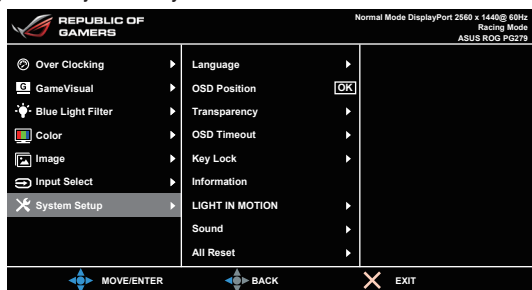 REPUBLIC OF
GAMERS
Normal Mode DisplayPort 2560 x 1440@ 60Hz
Racing Mode
ASUS ROG PG279
Over Clocking
GameVisual
Blue Light Filter
Color
Image
Input Select
System Setup
Language
OSD Position OK
Transparency
OSD Timeout
Key Lock
Information
LIGHT IN MOTION
Sound
All Reset
MOVE/ENTER BACK EXIT